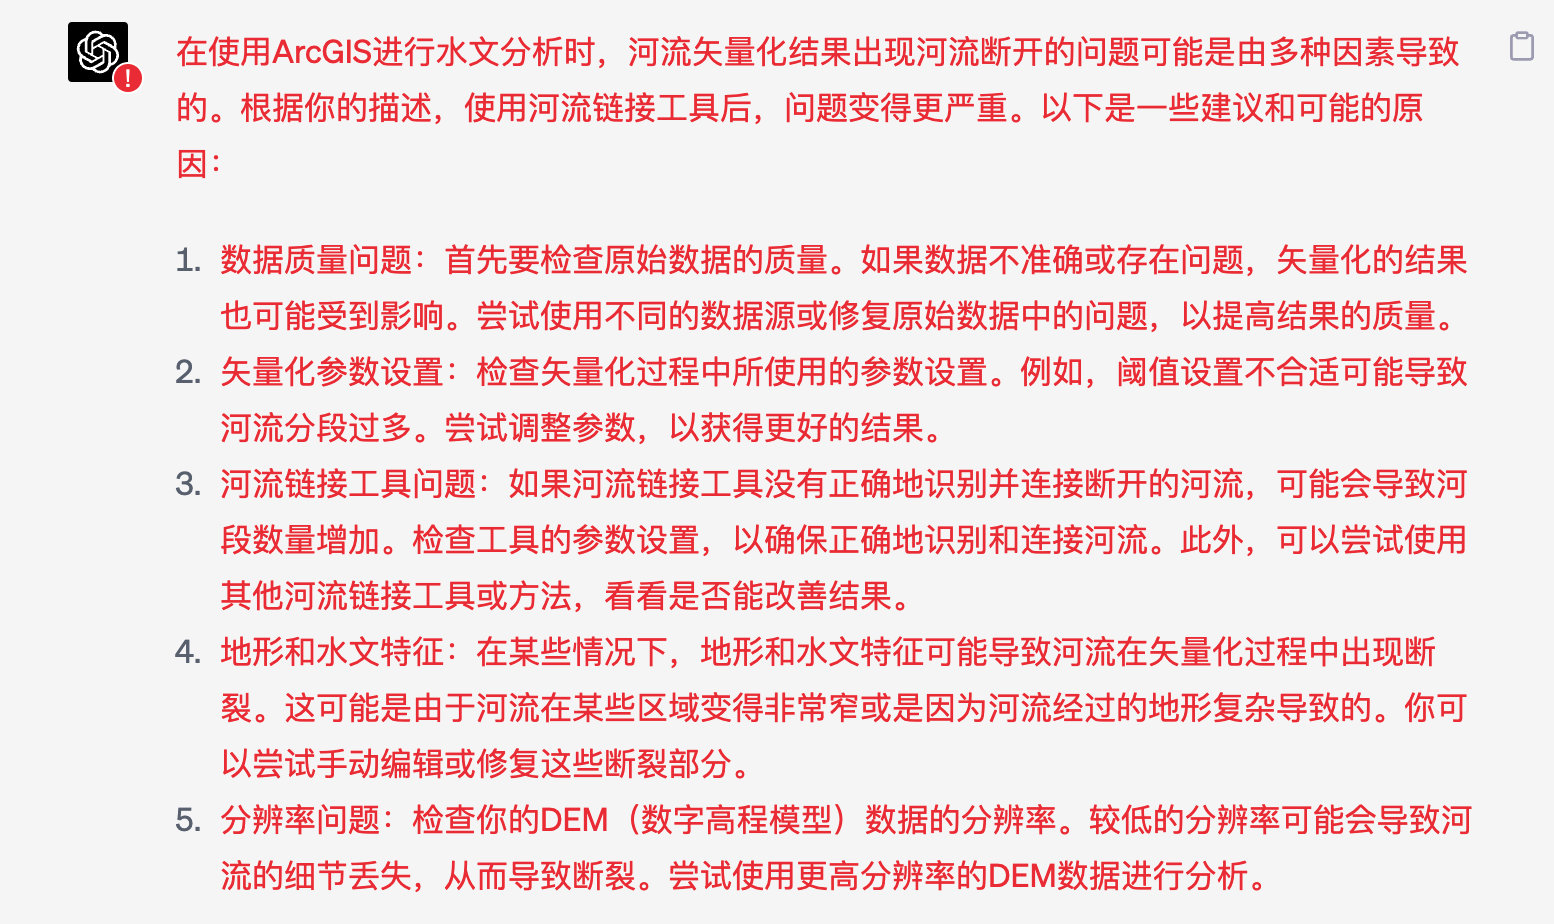 在使用ArcGIS进行水文分析时，河流矢量化结果出现河流断开的问题可能是由多种因素导致
的。根据你的描述，使用河流链接工具后，问题变得更严重。以下是一些建议和可能的原
因：
1. 数据质量问题：首先要检查原始数据的质量。如果数据不准确或存在问题，矢量化的结果
也可能受到影响。尝试使用不同的数据源或修复原始数据中的问题，以提高结果的质量。
2. 矢量化参数设置：检查矢量化过程中所使用的参数设置。例如，阈值设置不合适可能导致
河流分段过多。尝试调整参数，以获得更好的结果。
3. 河流链接工具问题：如果河流链接工具没有正确地识别并连接断开的河流，可能会导致河
段数量增加。检查工具的参数设置，以确保正确地识别和连接河流。此外，可以尝试使用
其他河流链接工具或方法，看看是否能改善结果。
4. 地形和水文特征：在某些情况下，地形和水文特征可能导致河流在矢量化过程中出现断
裂。这可能是由于河流在某些区域变得非常窄或是因为河流经过的地形复杂导致的。你可
以尝试手动编辑或修复这些断裂部分。
5. 分辨率问题：检查你的DEM（数字高程模型）数据的分辨率。较低的分辨率可能会导致河
流的细节丢失，从而导致断裂。尝试使用更高分辨率的DEM数据进行分析。